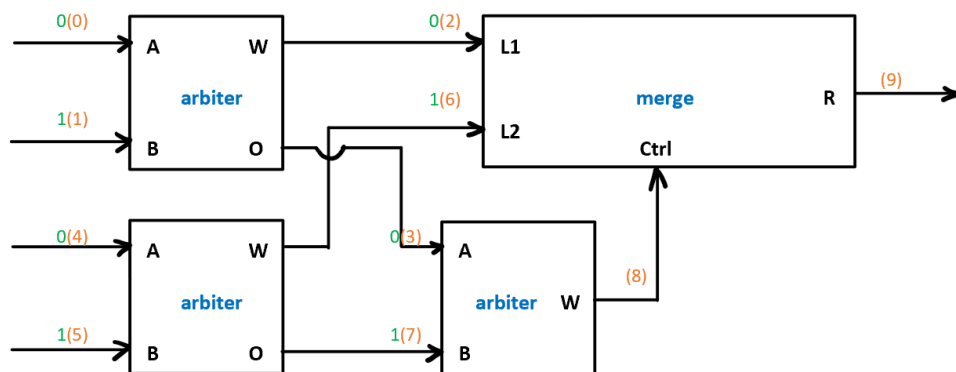 0(0)
A
W
0(2)
L1
arbiter
1(1)
B
O
1(6)
L2
merge
R
(9)
Ctrl
0(4)
A
W
0(3)
A
arbiter
arbiter
W
(8)
1(5)
B
O
1(7)
B